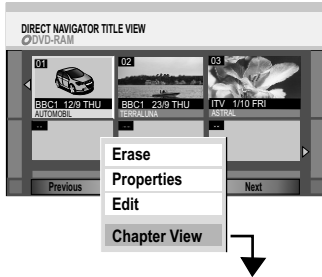 DIRECT NAVIGATOR TITLE VIEW
DVD-RAM
01 02 03
BBC1 12/9 THU BBC1 23/9 THU ITV 1/10 FRI
AUTOMOBIL TERRALUNA ASTRAL
-- -- --
Erase
Properties
Previous Next
Edit
Chapter View